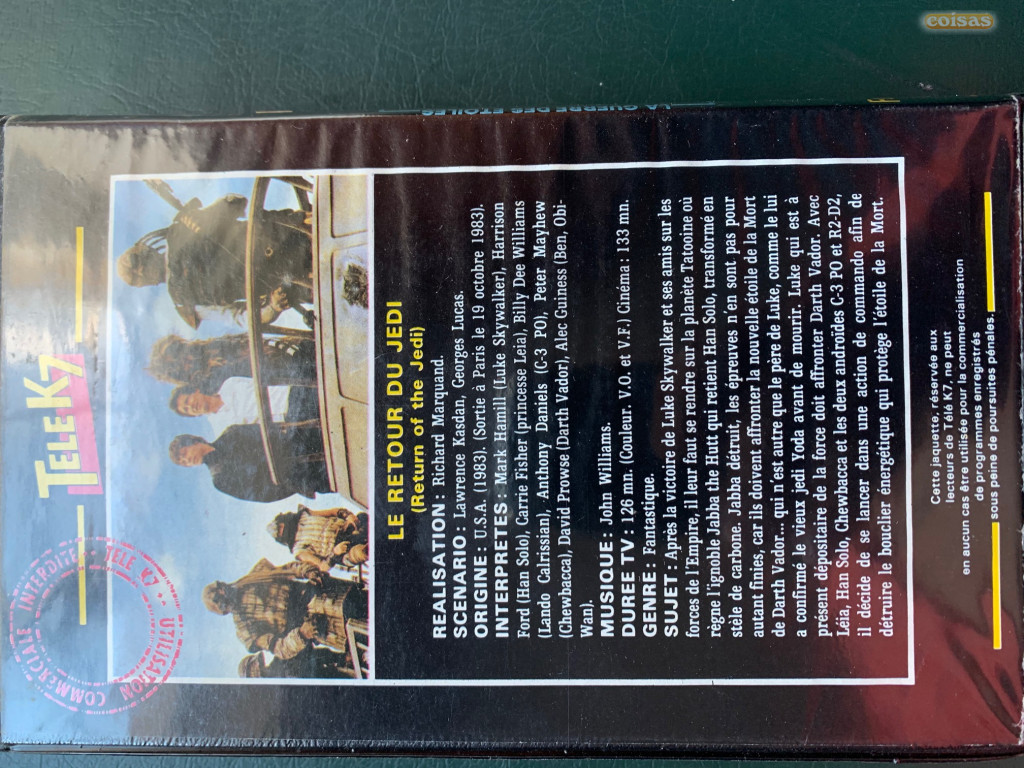 coisas
LA GUERRE DES ETOILES
TELE K7
UTILISATION COMMERCIALE INTERDITE • TELE K7 •
LE RETOUR DU JEDI
(Return of the Jedi)
REALISATION : Richard Marquand.
SCENARIO : Lawrence Kasdan, Georges Lucas.
ORIGINE : U.S.A. (1983). (Sortie à Paris le 19 octobre 1983).
INTERPRETES : Mark Hamill (Luke Skywalker), Harrison
Ford (Han Solo), Carrie Fisher (princesse Leia), Billy Dee Williams
(Lando Calrissian), Anthony Daniels (C-3 PO), Peter Mayhew
(Chewbacca), David Prowse (Darth Vador), Alec Guiness (Ben, Obi-
Wan).
MUSIQUE : John Williams.
DUREE TV : 126 mn. (Couleur. V.O. et V.F.) Cinéma : 133 mn.
GENRE : Fantastique.
SUJET : Après la victoire de Luke Skywalker et ses amis sur les
forces de l'Empire, il leur faut se rendre sur la planète Tatooine où
règne l'ignoble Jabba the Hutt qui retient Han Solo, transformé en
stèle de carbone. Jabba détruit, les épreuves n'en sont pas pour
autant finies, car ils doivent affronter la nouvelle étoile de la Mort
de Darth Vador... qui n'est autre que le père de Luke, comme le lui
a confirmé le vieux jedi Yoda avant de mourir. Luke qui est à
présent dépositaire de la force doit affronter Darth Vador. Avec
Léia, Han Solo, Chewbacca et les deux androïdes C-3 PO et R2-D2,
il décide de se lancer dans une action de commando afin de
détruire le bouclier énergétique qui protège l'étoile de la Mort.
Cette jaquette, réservée aux
lecteurs de Télé K7, ne peut
en aucun cas être utilisée pour la commercialisation
de programmes enregistrés
sous peine de poursuites pénales.